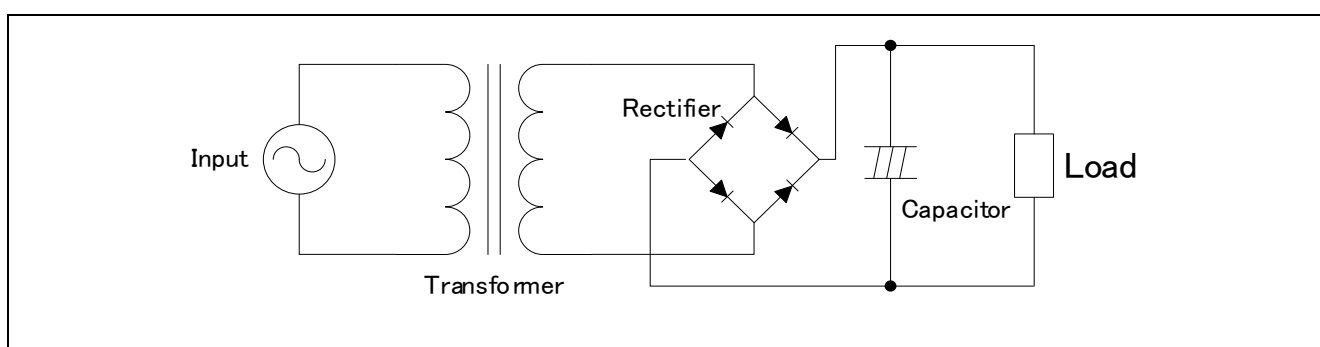 Rectifier
Input
Load
Capacitor
Transformer